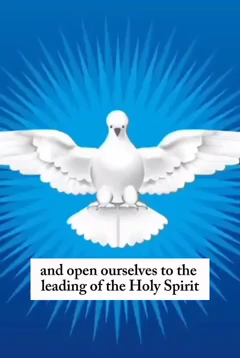 and open ourselves to the
leading of the Holy Spirit